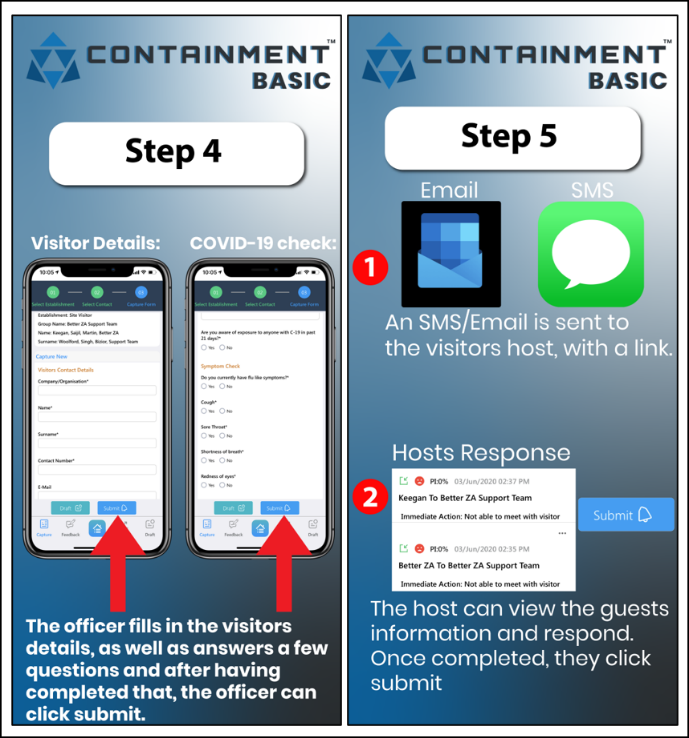 CONTAINMENT™
BASIC
Step 4
Visitor Details:
10:05
01
02
03
Select Establishment
Select Contact
Capture Form
Establishment: Site Visitor
Group Name: Better ZA Support Team
Name: Keegan, Saijil, Martin, Better ZA
Surname: Woolford, Singh, Bizior, Support Team
Capture New
Visitors Contact Details
Company/Organisation*
Name*
Surname*
Contact Number*
E-Mail
Draft
Submit
Capture
Feedback
Draft
COVID-19 check:
10:05
01
02
03
Select Establishment
Select Contact
Capture Form
Are you aware of exposure to anyone with C-19 in past
21 days?*
Yes No
Symptom Check
Do you currently have flu like symptoms?*
Yes No
Cough*
Yes No
Sore Throat*
Yes No
Shortness of breath*
Yes No
Redness of eyes*
Yes No
Draft
Submit
Capture
Feedback
Draft
The officer fills in the visitors
details, as well as answers a few
questions and after having
completed that, the officer can
click submit.
CONTAINMENT™
BASIC
Step 5
Email
SMS
1
An SMS/Email is sent to
the visitors host, with a link.
Hosts Response
2
PI:0% 03/Jun/2020 02:37 PM
Keegan To Better ZA Support Team
Immediate Action: Not able to meet with visitor
PI:0% 03/Jun/2020 02:35 PM
Better ZA To Better ZA Support Team
Immediate Action: Not able to meet with visitor
Submit
The host can view the guests
information and respond.
Once completed, they click
submit